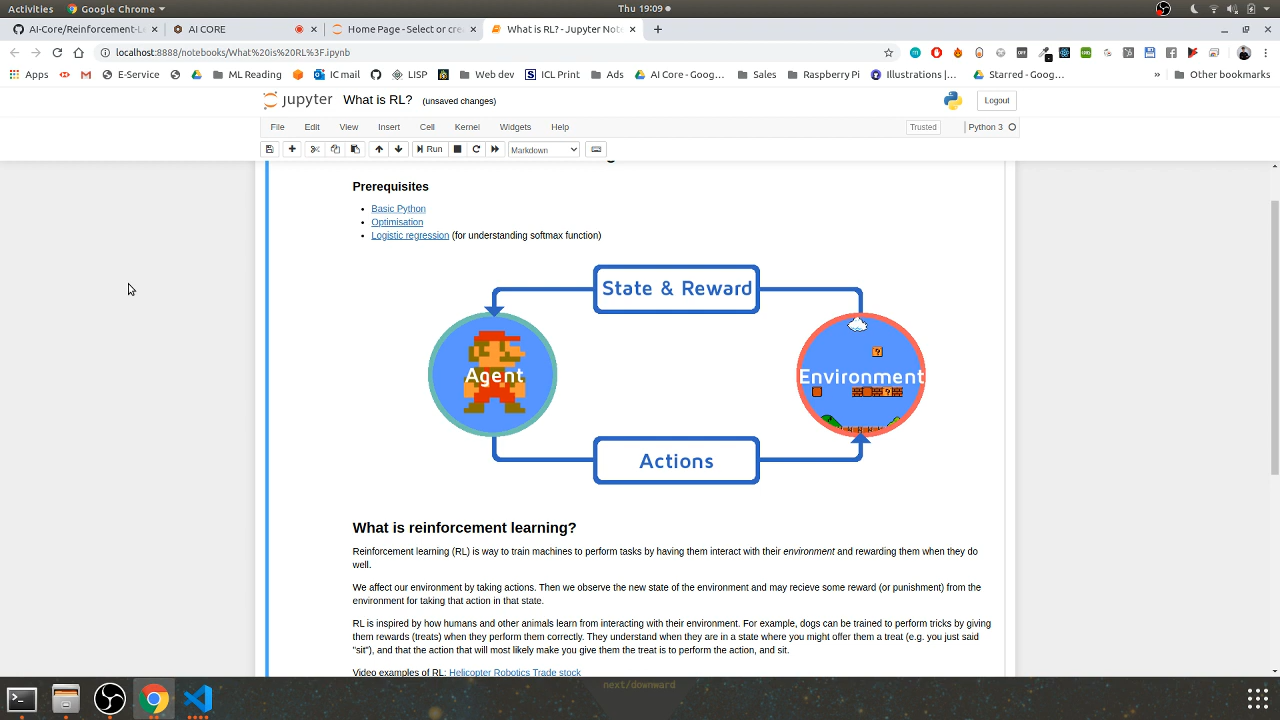 Activities Google Chrome Thu 19:09
AI-Core/Reinforcement-L AI CORE Home Page - Select or cre What is RL? - Jupyter Note
localhost:8888/notebooks/What%20is%20RL%3F.ipynb
Apps E-Service ML Reading IC mail LISP Web dev ICL Print Ads AI Core - Goog... Sales Raspberry Pi Illustrations |... Starred - Goog... » Other bookmarks
jupyter What is RL? (unsaved changes) Logout
File Edit View Insert Cell Kernel Widgets Help Trusted Python 3
Run Markdown
Prerequisites
Basic Python
Optimisation
Logistic regression (for understanding softmax function)
State & Reward
Agent Environment
Actions
What is reinforcement learning?
Reinforcement learning (RL) is way to train machines to perform tasks by having them interact with their environment and rewarding them when they do
well.
We affect our environment by taking actions. Then we observe the new state of the environment and may recieve some reward (or punishment) from the
environment for taking that action in that state.
RL is inspired by how humans and other animals learn from interacting with their environment. For example, dogs can be trained to perform tricks by giving
them rewards (treats) when they perform them correctly. They understand when they are in a state where you might offer them a treat (e.g. you just said
"sit"), and that the action that will most likely make you give them the treat is to perform the action, and sit.
Video examples of RL: Helicopter Robotics Trade stock
next/downward